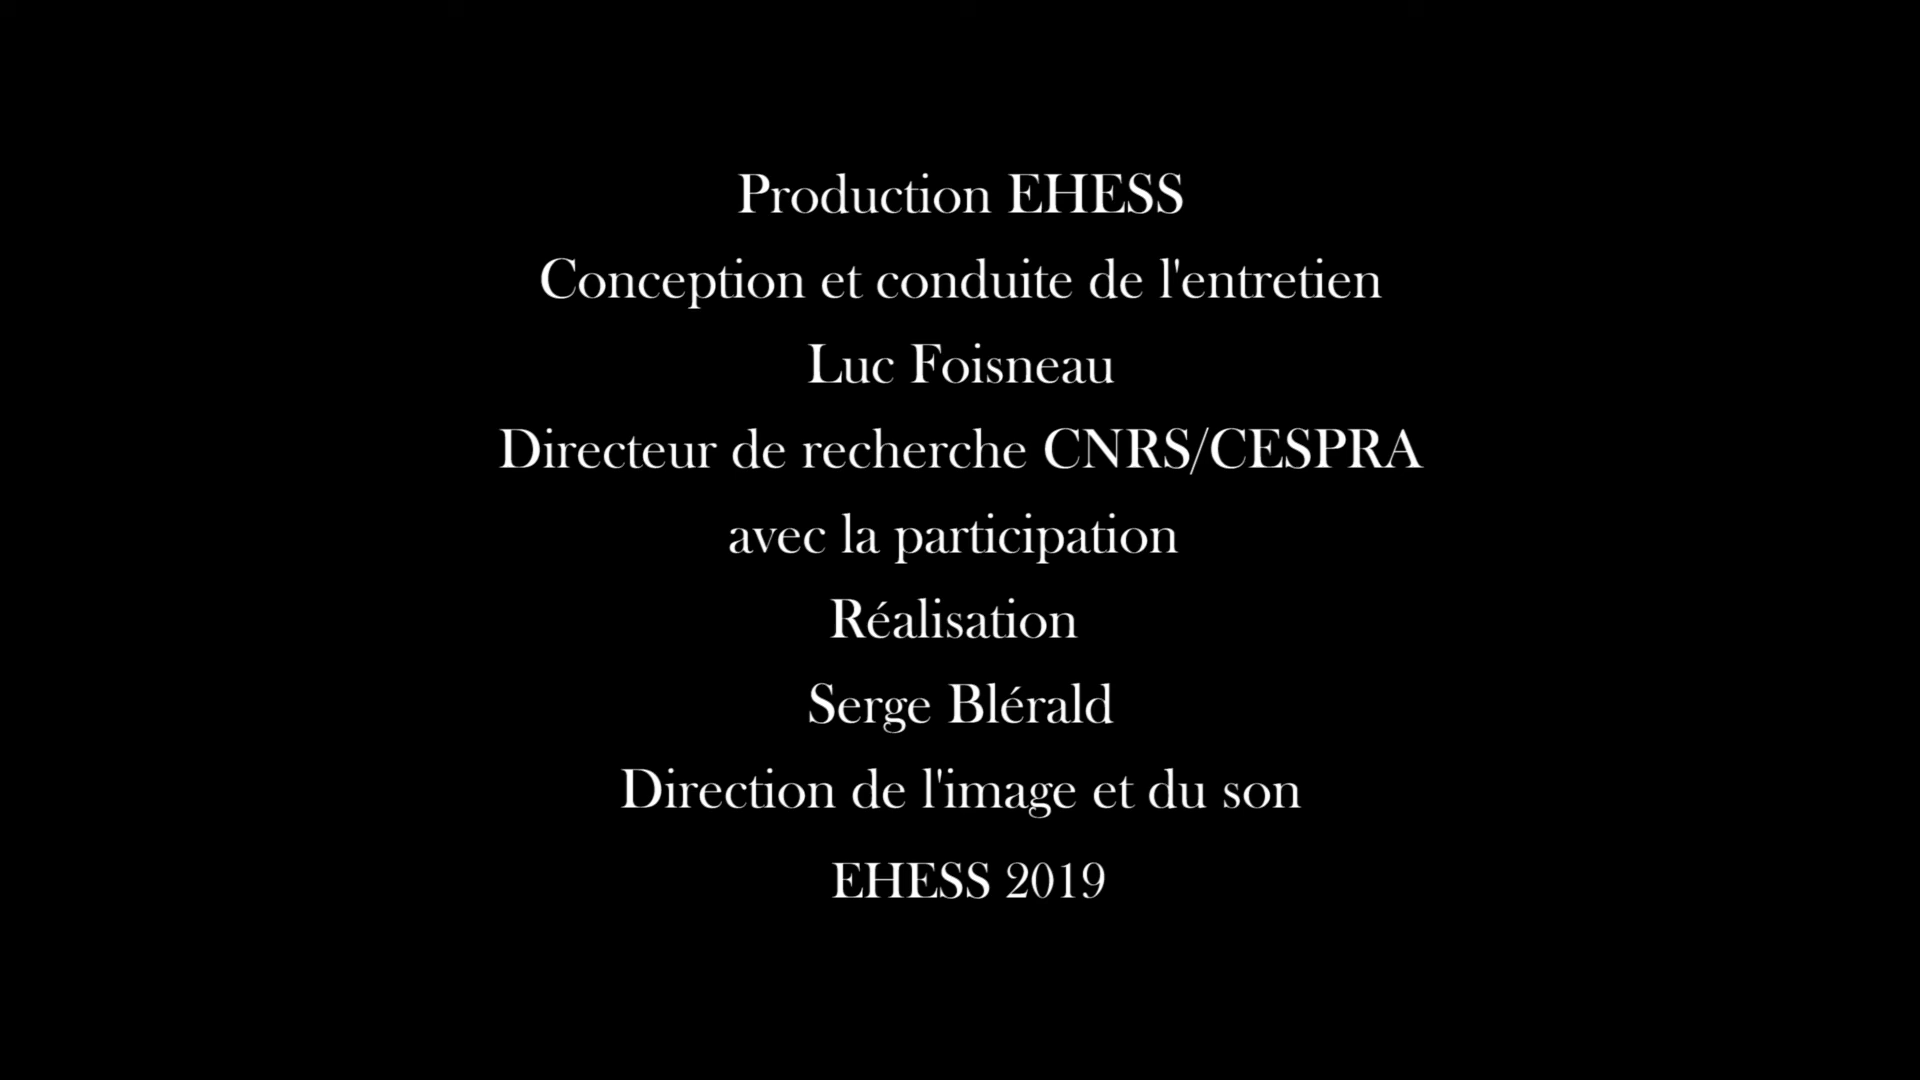 Production EHESS
Conception et conduite de l'entretien
Luc Foisneau
Directeur de recherche CNRS/CESPRA
avec la participation
Réalisation
Serge Blérald
Direction de l'image et du son
EHESS 2019